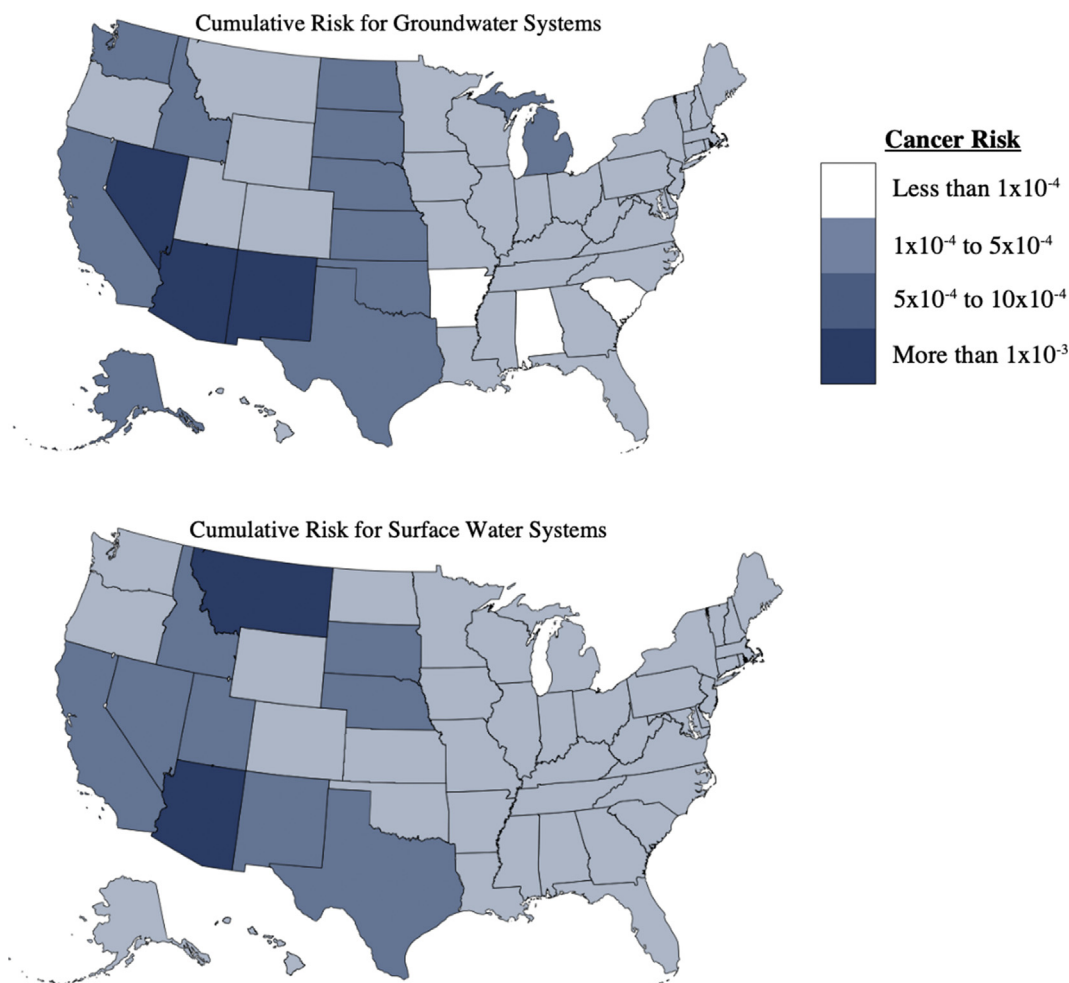 Cumulative Risk for Groundwater Systems
Cancer Risk
Less than 1x10⁻⁴
1x10⁻⁴ to 5x10⁻⁴
5x10⁻⁴ to 10x10⁻⁴
More than 1x10⁻³
Cumulative Risk for Surface Water Systems